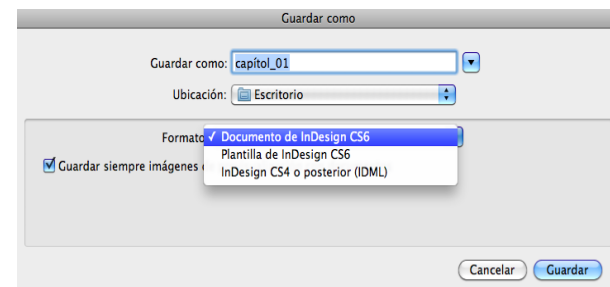 Guardar como
Guardar como: capítol_01
Ubicación: Escritorio
Formato ✓ Documento de InDesign CS6
Plantilla de InDesign CS6
Guardar siempre imágenes
InDesign CS4 o posterior (IDML)
Cancelar Guardar